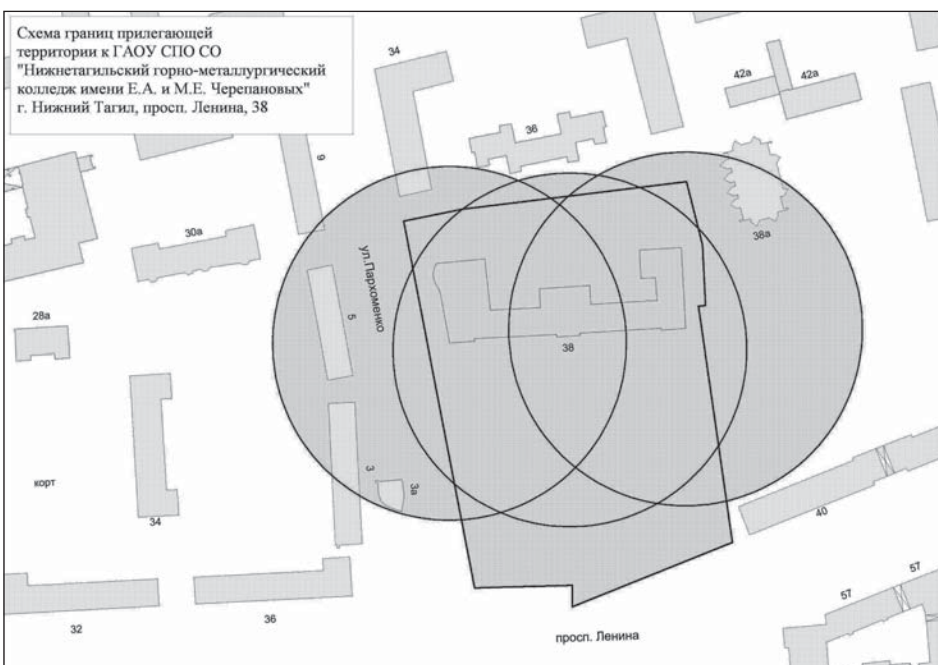 Схема границ прилегающей
территории к ГАОУ СПО СО
"Нижнетагильский горно-металлургический
колледж имени Е.А. и М.Е. Черепановых"
г. Нижний Тагил, просп. Ленина, 38
34
42а
42а
36
9
30а
38а
ул.Пархоменко
28а
5
38
3
3а
корт
34
40
57
57
32
36
просп. Ленина